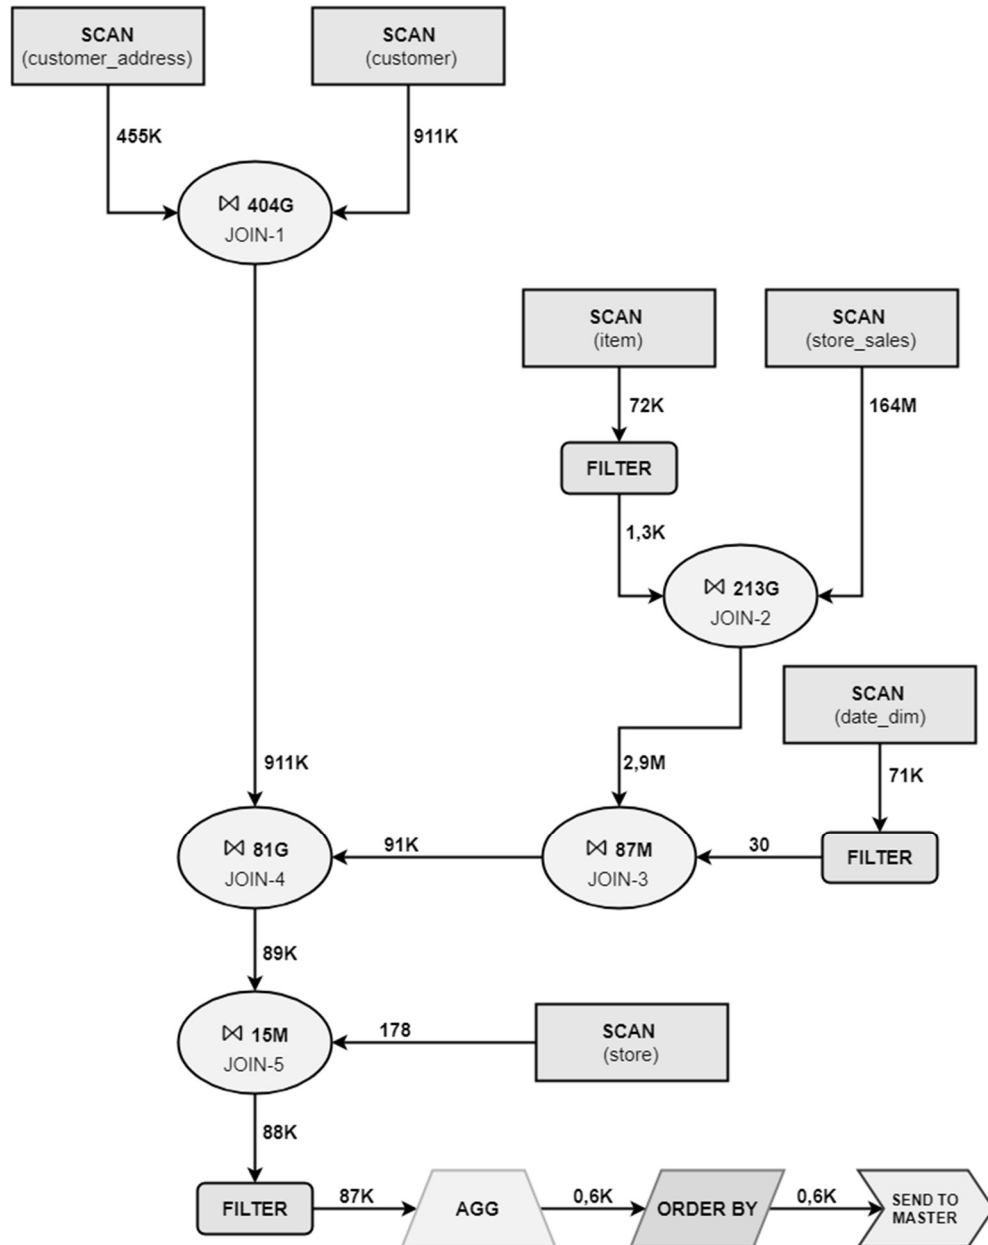 SCAN
(customer_address)
SCAN
(customer)
455K
911K
⋈ 404G
JOIN-1
SCAN
(item)
SCAN
(store_sales)
72K
164M
FILTER
1,3K
⋈ 213G
JOIN-2
SCAN
(date_dim)
911K
2,9M
71K
⋈ 81G
JOIN-4
91K
⋈ 87M
JOIN-3
30
FILTER
89K
⋈ 15M
JOIN-5
178
SCAN
(store)
88K
FILTER
87K
AGG
0,6K
ORDER BY
0,6K
SEND TO
MASTER